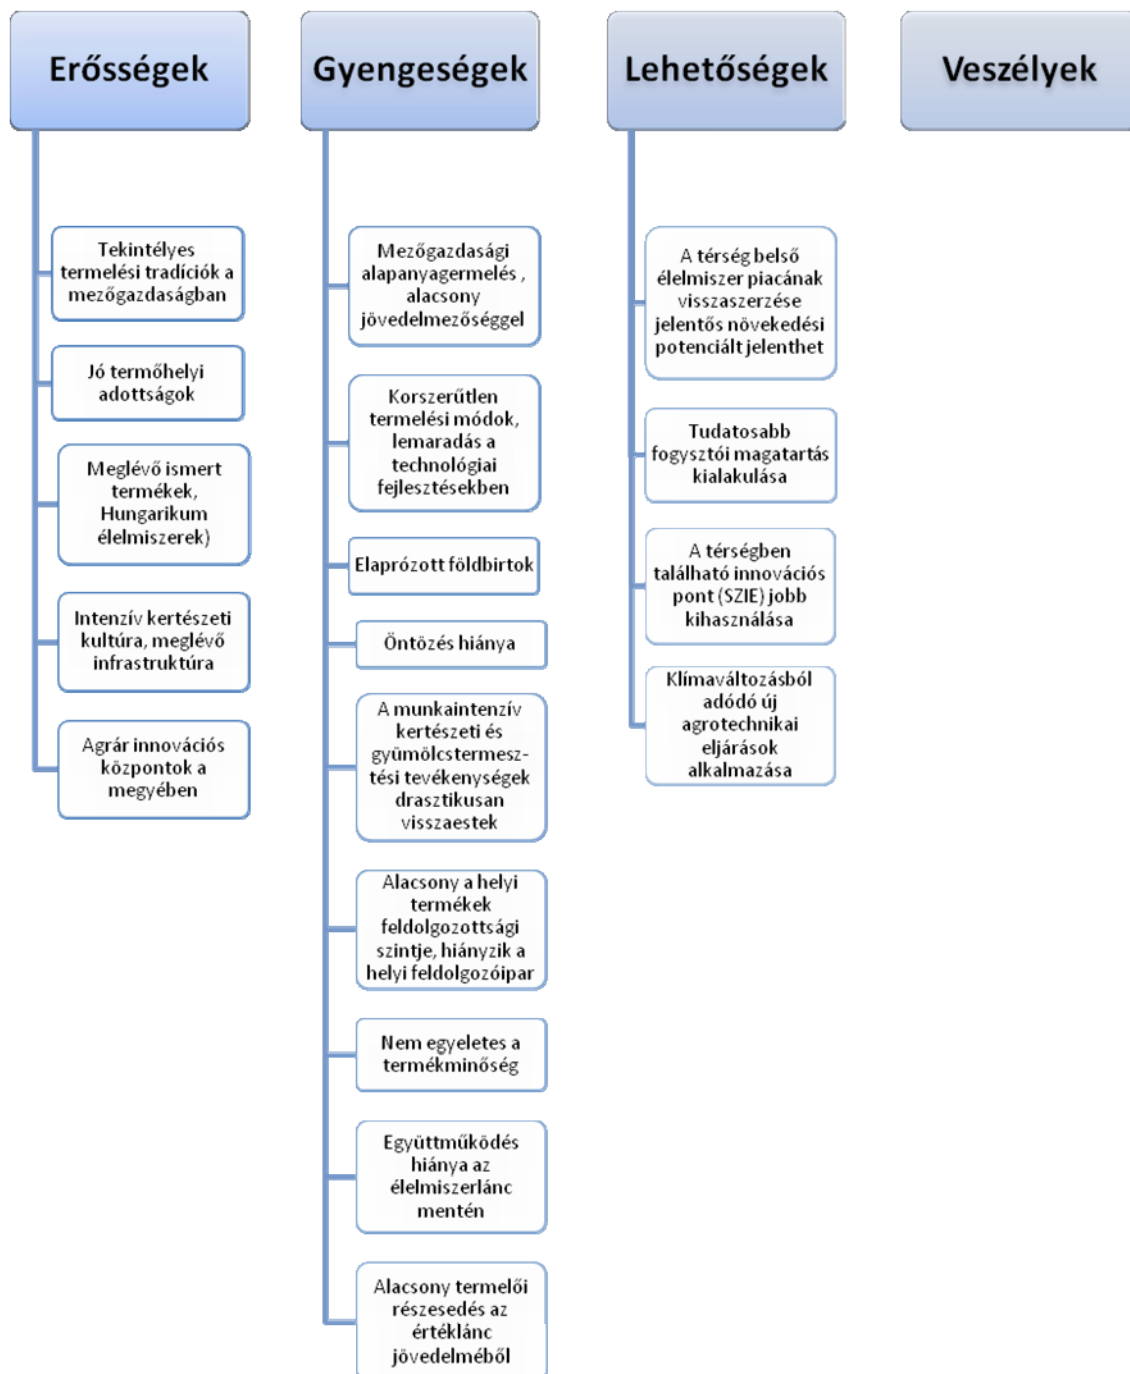 Erősségek
Tekintélyes
termelési tradíciók a
mezőgazdaságban
Jó termőhelyi
adottságok
Meglévő ismert
termékek,
Hungarikum
élelmiszerek)
Intenzív kertészeti
kultúra, meglévő
infrastruktúra
Agrár innovációs
központok a
megyében
Gyengeségek
Mezőgazdasági
alapanyagermelés ,
alacsony
jövedelmezőséggel
Korszerűtlen
termelési módok,
lemaradás a
technológiai
fejlesztésekben
Elaprózott földbirtok
Öntözés hiánya
A munkaintenzív
kertészeti és
gyümölcstermesz-
tési tevékenységek
drasztikusan
visszaestek
Alacsony a helyi
termékek
feldolgozottsági
szintje, hiányzik a
helyi feldolgozóipar
Nem egyeletes a
termékminőség
Együttműködés
hiánya az
élelmiszerlánc
mentén
Alacsony termelői
részesedés az
értéklánc
jövedelméből
Lehetőségek
A térség belső
élelmiszer piacának
visszaszerzése
jelentős növekedési
potenciált jelenthet
Tudatosabb
fogysztói magatartás
kialakulása
A térségben
található innovációs
pont (SZIE) jobb
kihasználása
Klímaváltozásból
adódó új
agrotechnikai
eljárások
alkalmazása
Veszélyek